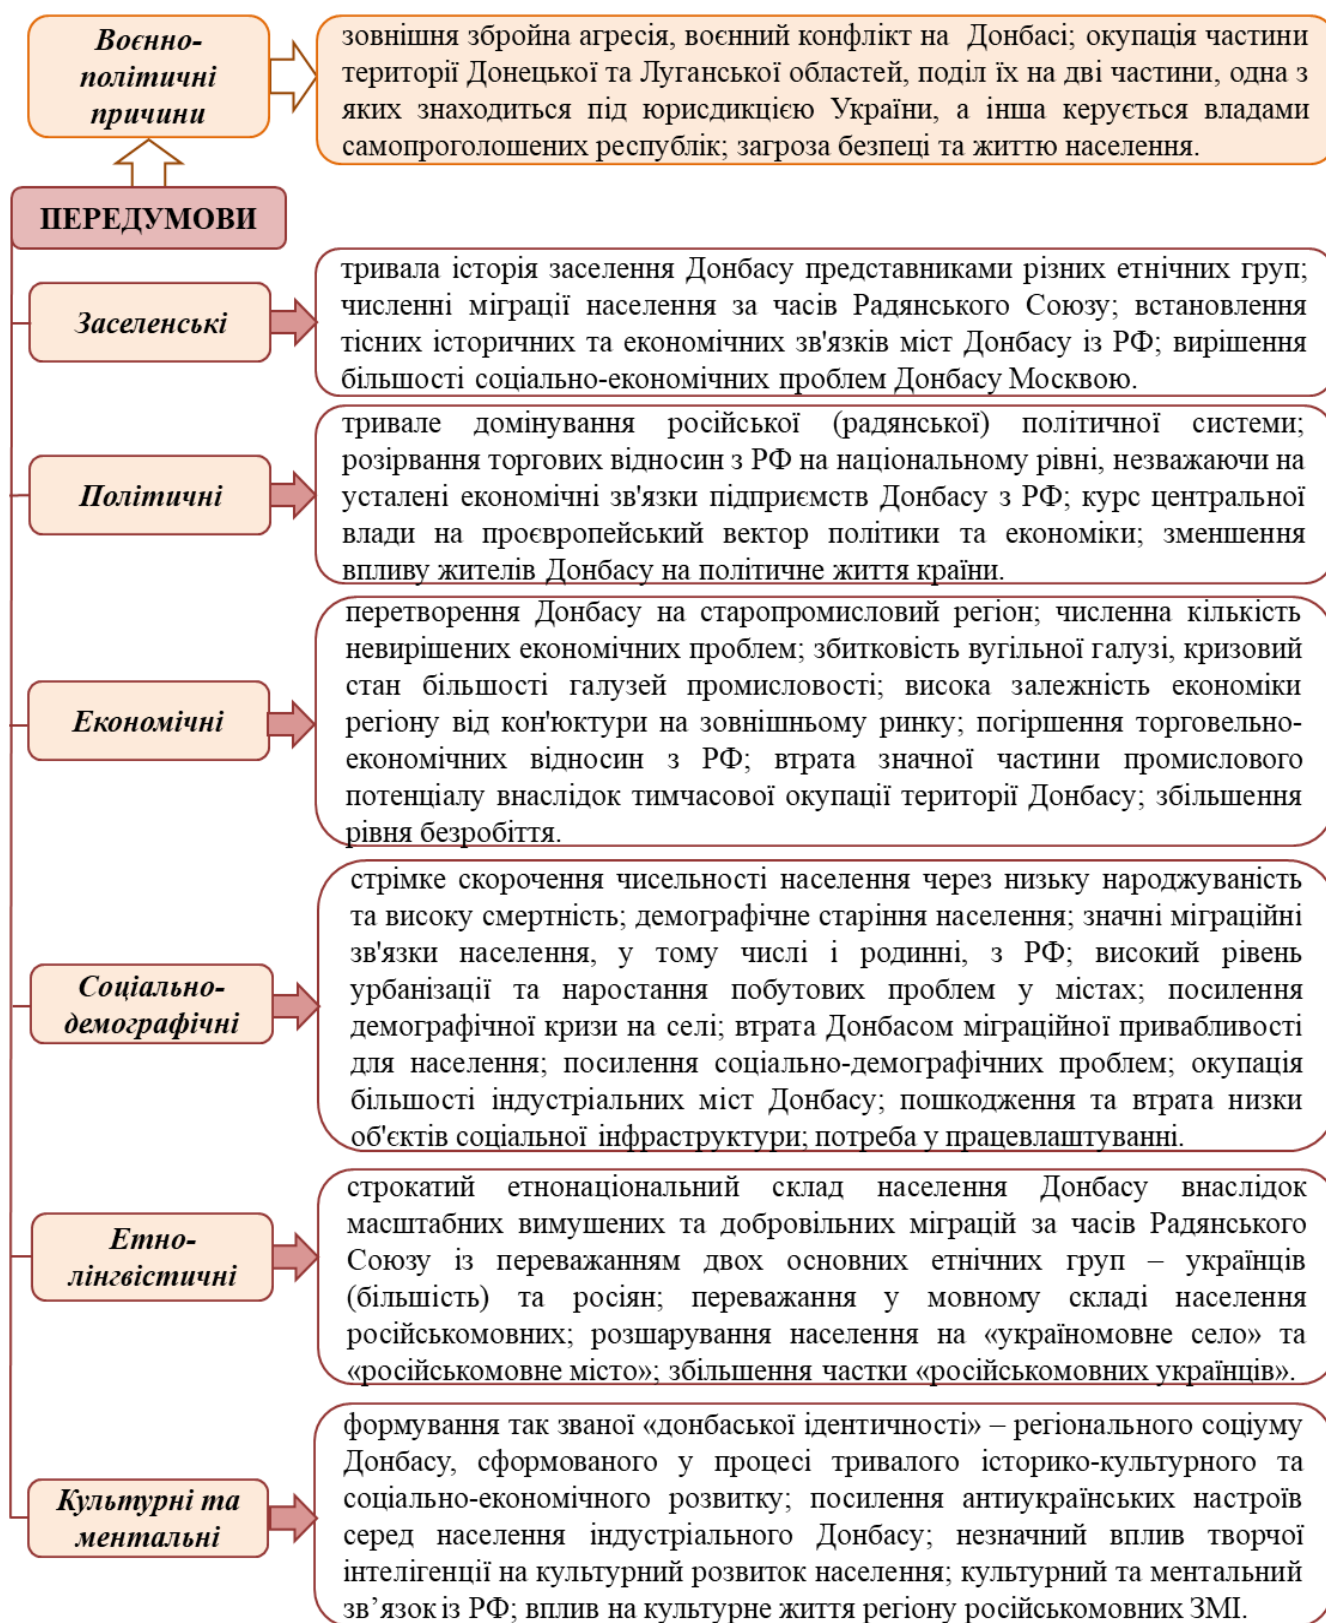 Воєнно-
політичні
причини
зовнішня збройна агресія, воєнний конфлікт на Донбасі; окупація частини
території Донецької та Луганської областей, поділ їх на дві частини, одна з
яких знаходиться під юрисдикцією України, а інша керується владами
самопроголошених республік; загроза безпеці та життю населення.
ПЕРЕДУМОВИ
Заселенські
тривала історія заселення Донбасу представниками різних етнічних груп;
численні міграції населення за часів Радянського Союзу; встановлення
тісних історичних та економічних зв'язків міст Донбасу із РФ; вирішення
більшості соціально-економічних проблем Донбасу Москвою.
Політичні
тривале домінування російської (радянської) політичної системи;
розірвання торгових відносин з РФ на національному рівні, незважаючи на
усталені економічні зв'язки підприємств Донбасу з РФ; курс центральної
влади на проєвропейський вектор політики та економіки; зменшення
впливу жителів Донбасу на політичне життя країни.
Економічні
перетворення Донбасу на старопромисловий регіон; численна кількість
невирішених економічних проблем; збитковість вугільної галузі, кризовий
стан більшості галузей промисловості; висока залежність економіки
регіону від кон'юктури на зовнішньому ринку; погіршення торговельно-
економічних відносин з РФ; втрата значної частини промислового
потенціалу внаслідок тимчасової окупації території Донбасу; збільшення
рівня безробіття.
Соціально-
демографічні
стрімке скорочення чисельності населення через низьку народжуваність
та високу смертність; демографічне старіння населення; значні міграційні
зв'язки населення, у тому числі і родинні, з РФ; високий рівень
урбанізації та наростання побутових проблем у містах; посилення
демографічної кризи на селі; втрата Донбасом міграційної привабливості
для населення; посилення соціально-демографічних проблем; окупація
більшості індустріальних міст Донбасу; пошкодження та втрата низки
об'єктів соціальної інфраструктури; потреба у працевлаштуванні.
Етно-
лінгвістичні
строкатий етнонаціональний склад населення Донбасу внаслідок
масштабних вимушених та добровільних міграцій за часів Радянського
Союзу із переважанням двох основних етнічних груп – українців
(більшість) та росіян; переважання у мовному складі населення
російськомовних; розшарування населення на «україномовне село» та
«російськомовне місто»; збільшення частки «російськомовних українців».
Культурні та
ментальні
формування так званої «донбаської ідентичності» – регіонального соціуму
Донбасу, сформованого у процесі тривалого історико-культурного та
соціально-економічного розвитку; посилення антиукраїнських настроїв
серед населення індустріального Донбасу; незначний вплив творчої
інтелігенції на культурний розвиток населення; культурний та ментальний
зв’язок із РФ; вплив на культурне життя регіону російськомовних ЗМІ.